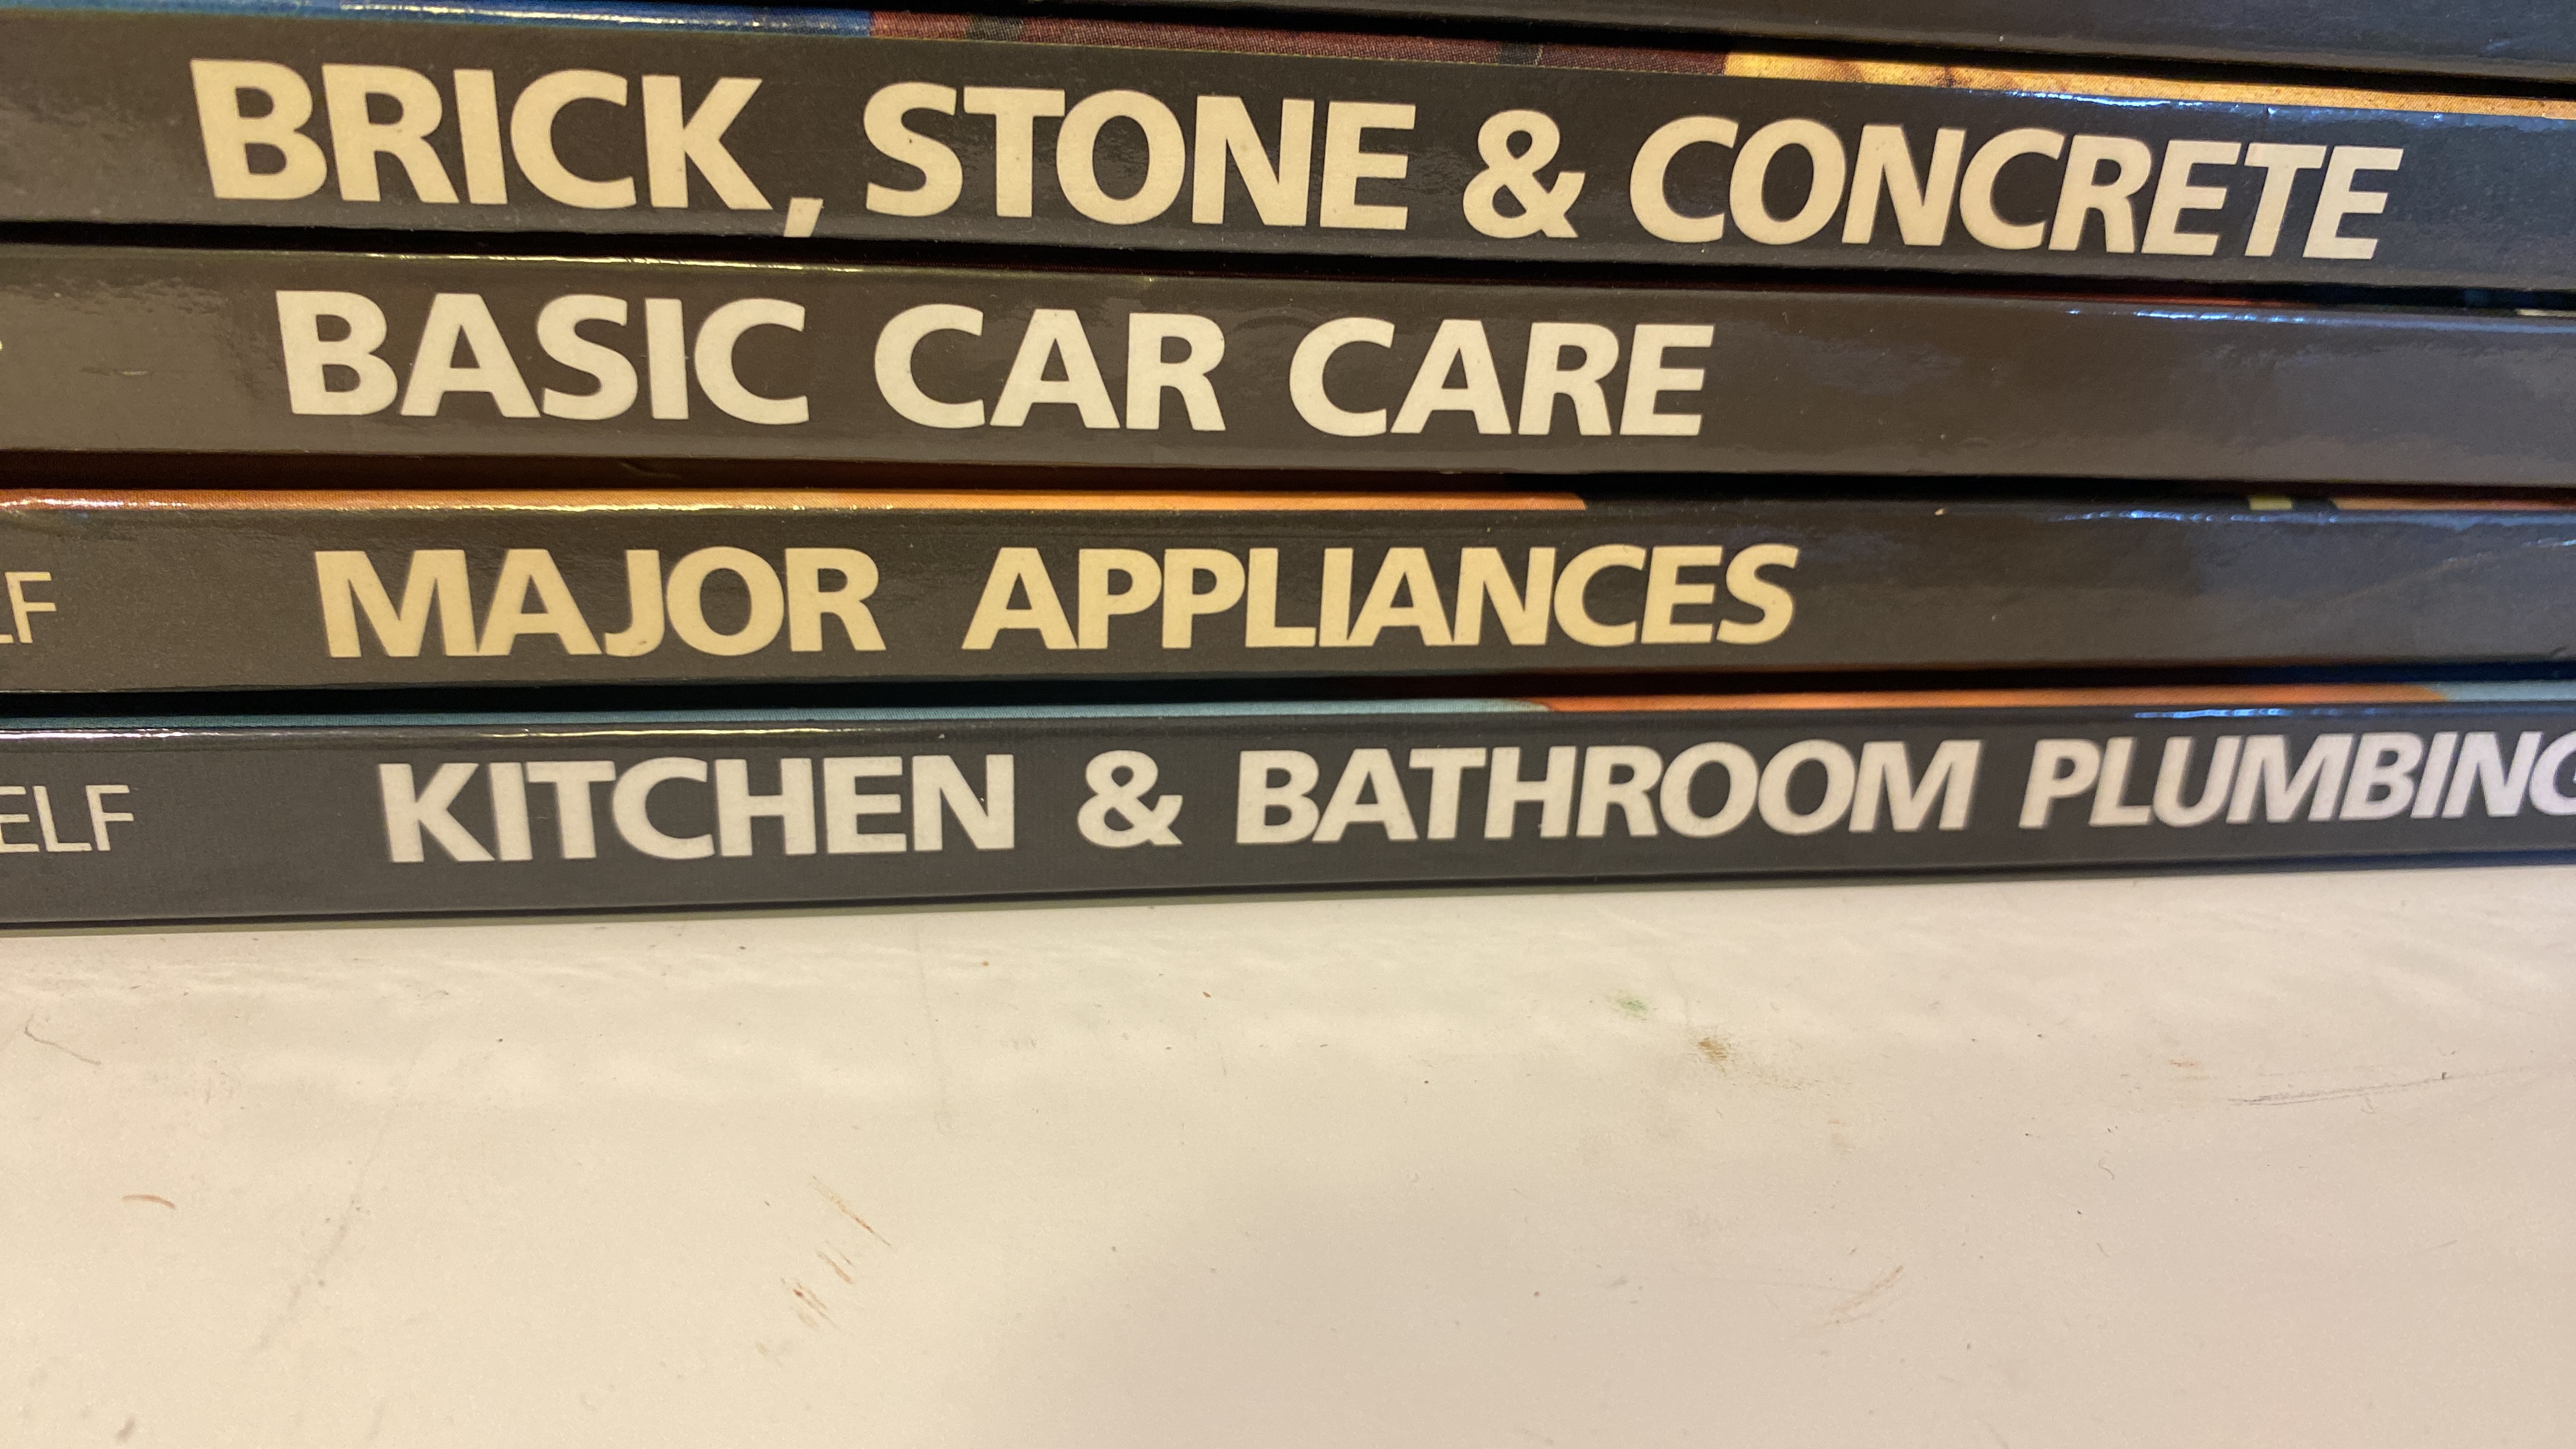 BRICK, STONE & CONCRETE
BASIC CAR CARE
LF MAJOR APPLIANCES
ELF KITCHEN & BATHROOM PLUMBING